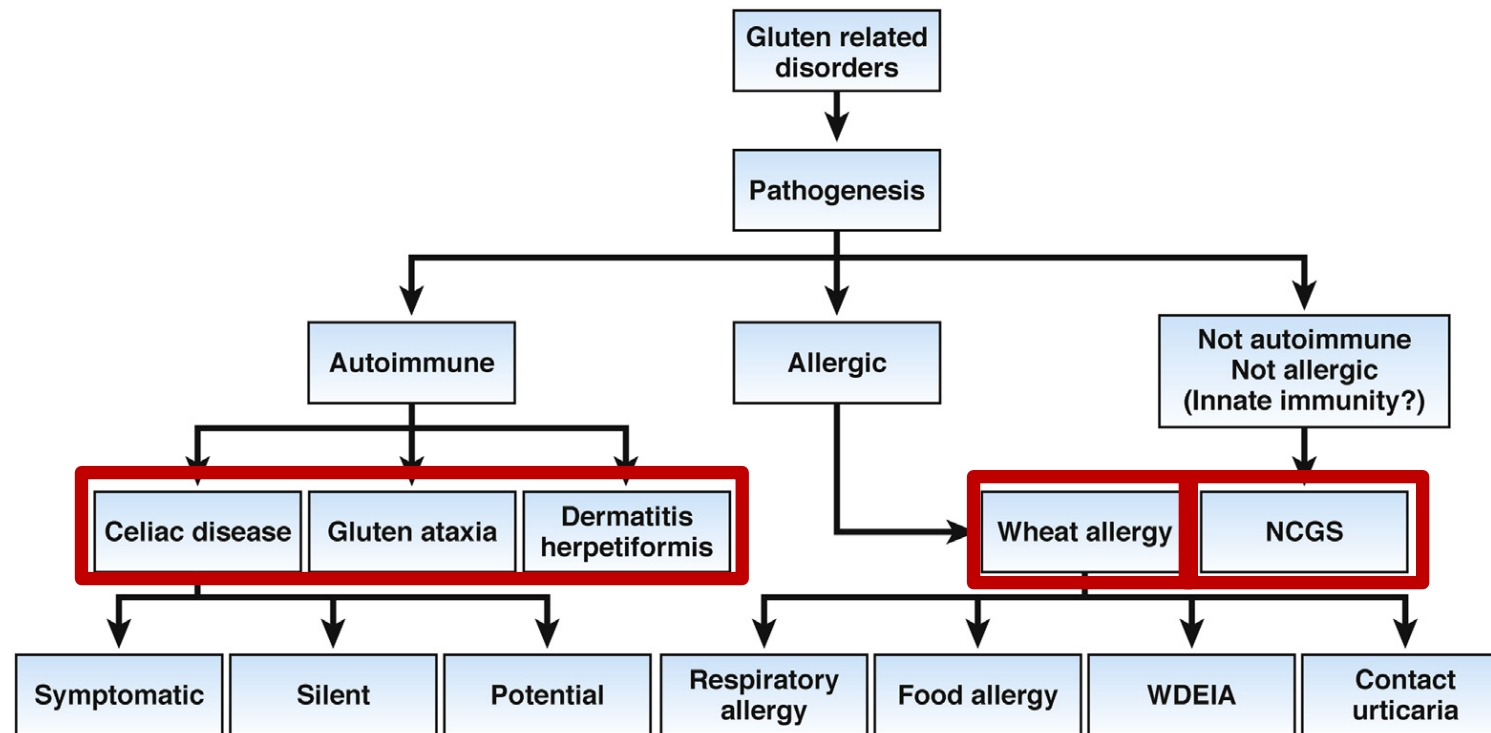 Gluten related
disorders
Pathogenesis
Autoimmune
Allergic
Not autoimmune
Not allergic
(Innate immunity?)
Celiac disease
Gluten ataxia
Dermatitis
herpetiformis
Wheat allergy
NCGS
Symptomatic
Silent
Potential
Respiratory
allergy
Food allergy
WDEIA
Contact
urticaria